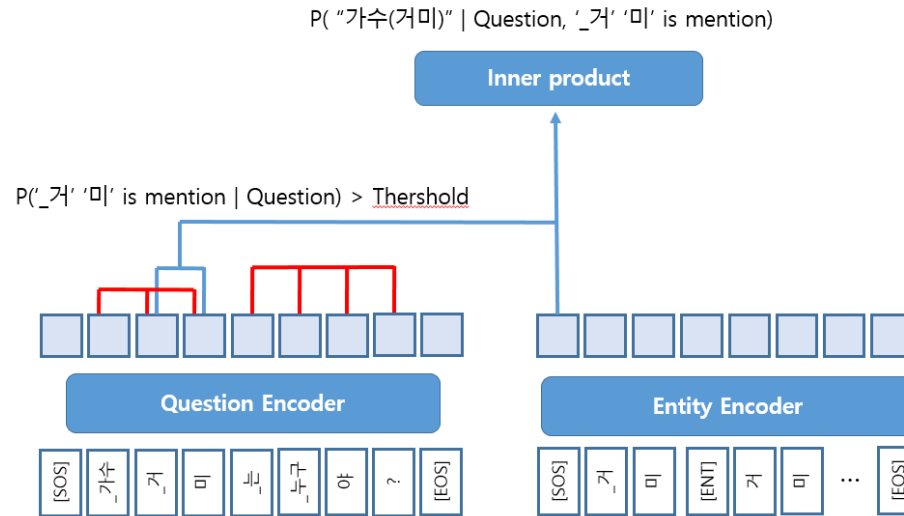 P( “가수(거미)” | Question, ‘_거’ ‘미’ is mention)
Inner product
P(‘_거’ ‘미’ is mention | Question) > Thershold
Question Encoder
Entity Encoder
[SOS] _가수 _거 미 _는 _누구 야 ? [EOS]
[SOS] _거 미 [ENT] 거 미 ... [EOS]